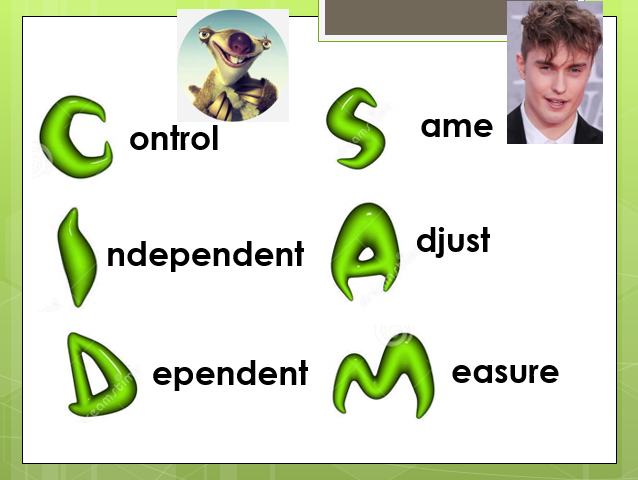 Control
Same
Independent
Adjust
Dependent
Measure